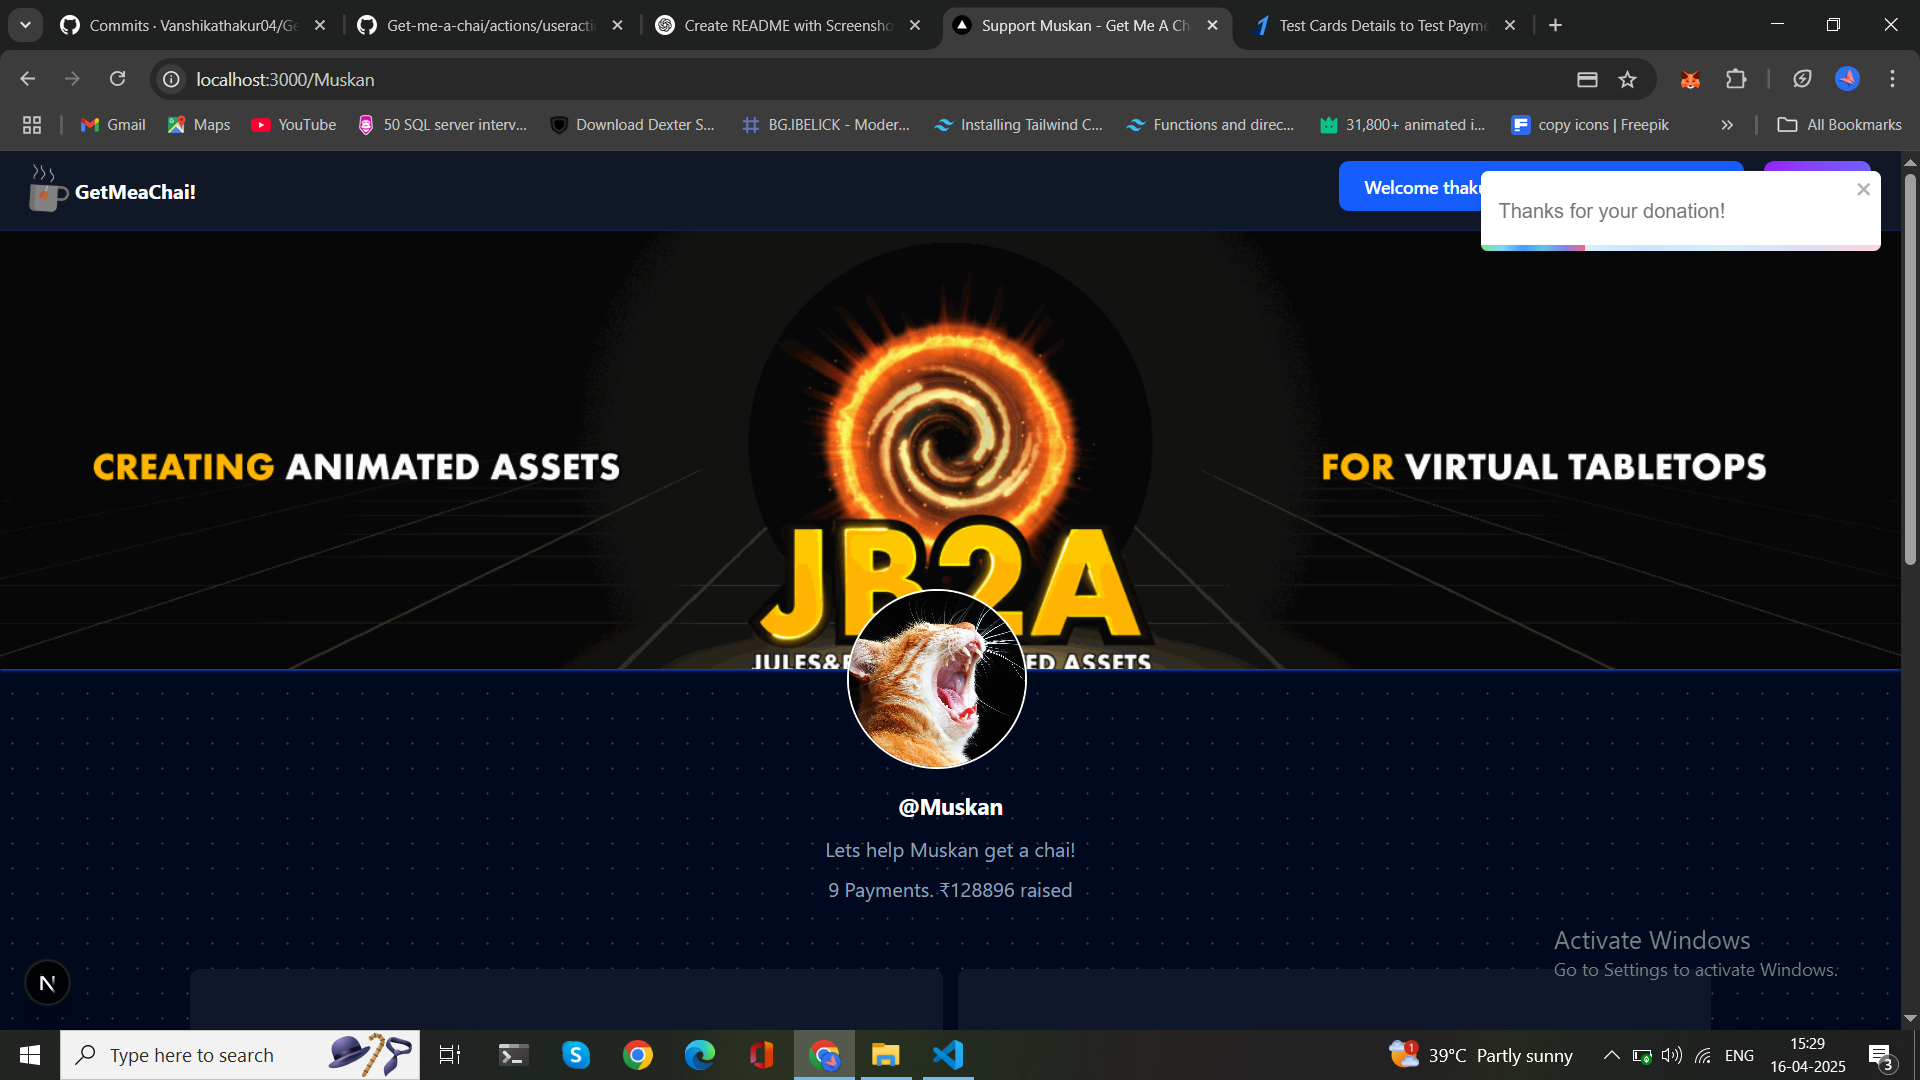 Commits · Vanshikathakur04/Ge
Get-me-a-chai/actions/useracti
Create README with Screensho
Support Muskan - Get Me A Ch
Test Cards Details to Test Payme
localhost:3000/Muskan
Gmail
Maps
YouTube
50 SQL server interv...
Download Dexter S...
BG.IBELICK - Moder...
Installing Tailwind C...
Functions and direc...
31,800+ animated i...
copy icons | Freepik
All Bookmarks
GetMeaChai!
Welcome thaku
Thanks for your donation!
CREATING ANIMATED ASSETS
FOR VIRTUAL TABLETOPS
JB2A
JULES&
ED ASSETS
@Muskan
Lets help Muskan get a chai!
9 Payments. ₹128896 raised
Activate Windows
Go to Settings to activate Windows.
N
Type here to search
1
39°C Partly sunny
ENG
15:29
16-04-2025
3